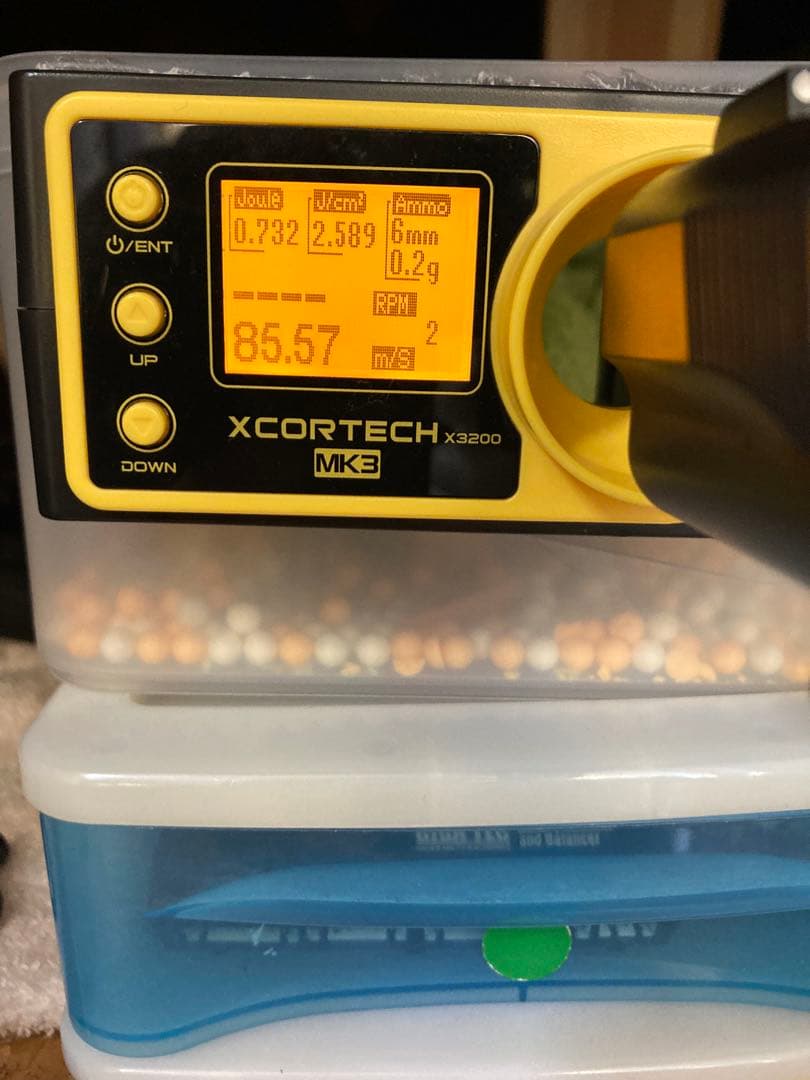 Joule J/cm² Ammo
0.732 2.589 6mm
0.2g
---- RPM
2
85.57 m/s
⏻/ENT
UP
DOWN
XCORTECH X3200
MK3